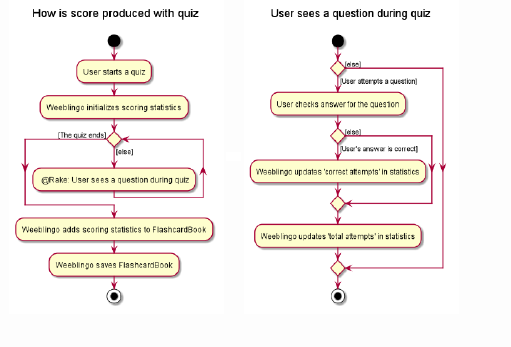 How is score produced with quiz
User starts a quiz
Weeblingo initializes scoring statistics
[The quiz ends]
[else]
@Rake: User sees a question during quiz
Weeblingo adds scoring statistics to FlashcardBook
Weeblingo saves FlashcardBook
User sees a question during quiz
[else]
[User attempts a question]
User checks answer for the question
[else]
[User's answer is correct]
Weeblingo updates 'correct attempts' in statistics
Weeblingo updates 'total attempts' in statistics